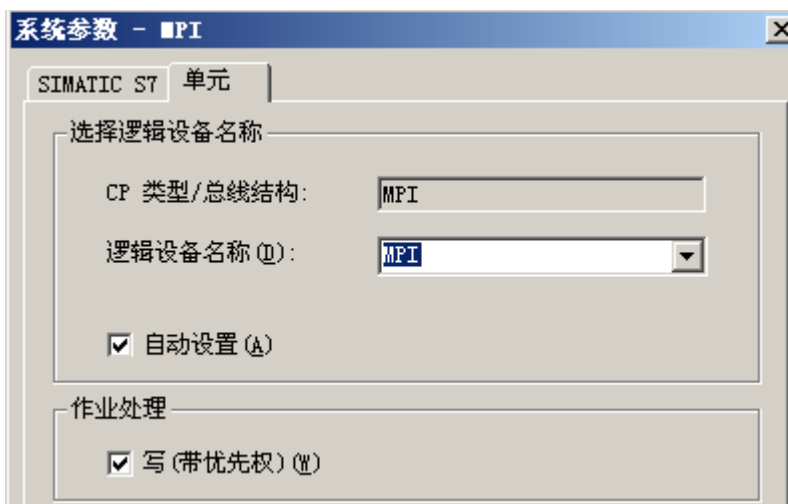 系统参数 - MPI
SIMATIC S7 单元
选择逻辑设备名称
CP 类型/总线结构: MPI
逻辑设备名称(D): MPI
自动设置(A)
作业处理
写(带优先权)(W)